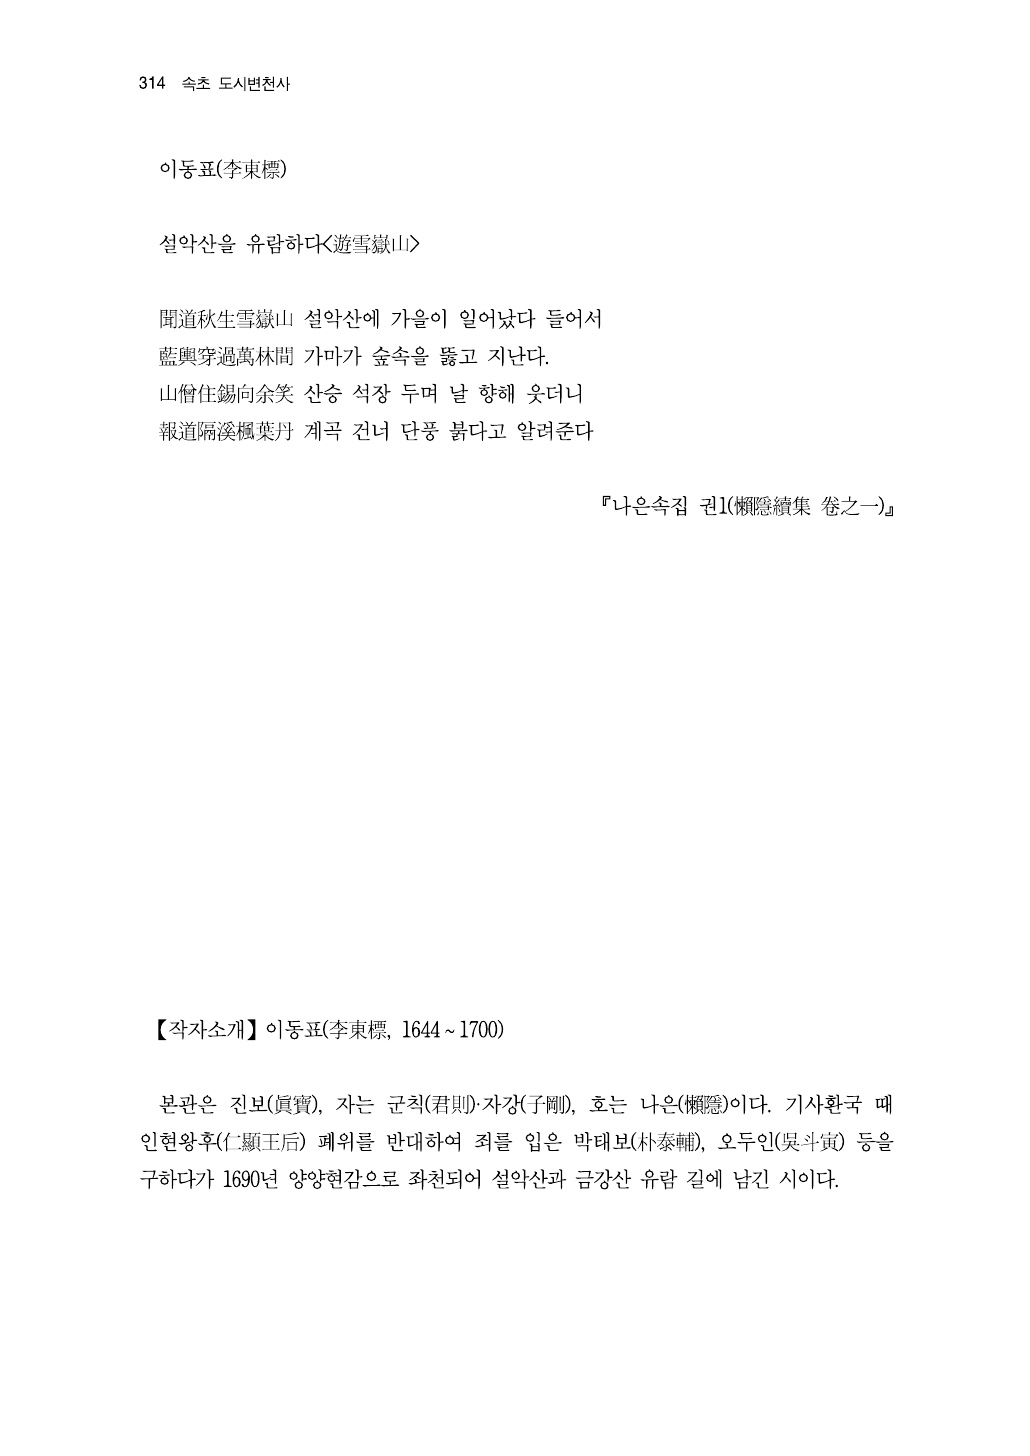 314 속초 도시변천사
이동표(李東標)
설악산을 유람하다<遊雪嶽山>
聞道秋生雪嶽山 설악산에 가을이 일어났다 들어서
藍輿穿過萬林間 가마가 숲속을 뚫고 지난다.
山僧住錫向余笑 산승 석장 두며 날 향해 웃더니
報道隔溪楓葉丹 계곡 건너 단풍 붉다고 알려준다
『나은속집 권1(懶隱續集 卷之一)』
【작자소개】 이동표(李東標, 1644 ~ 1700)
본관은 진보(眞寶), 자는 군칙(君則)·자강(子剛), 호는 나은(懶隱)이다. 기사환국 때
인현왕후(仁顯王后) 폐위를 반대하여 죄를 입은 박태보(朴泰輔), 오두인(吳斗寅) 등을
구하다가 1690년 양양현감으로 좌천되어 설악산과 금강산 유람 길에 남긴 시이다.